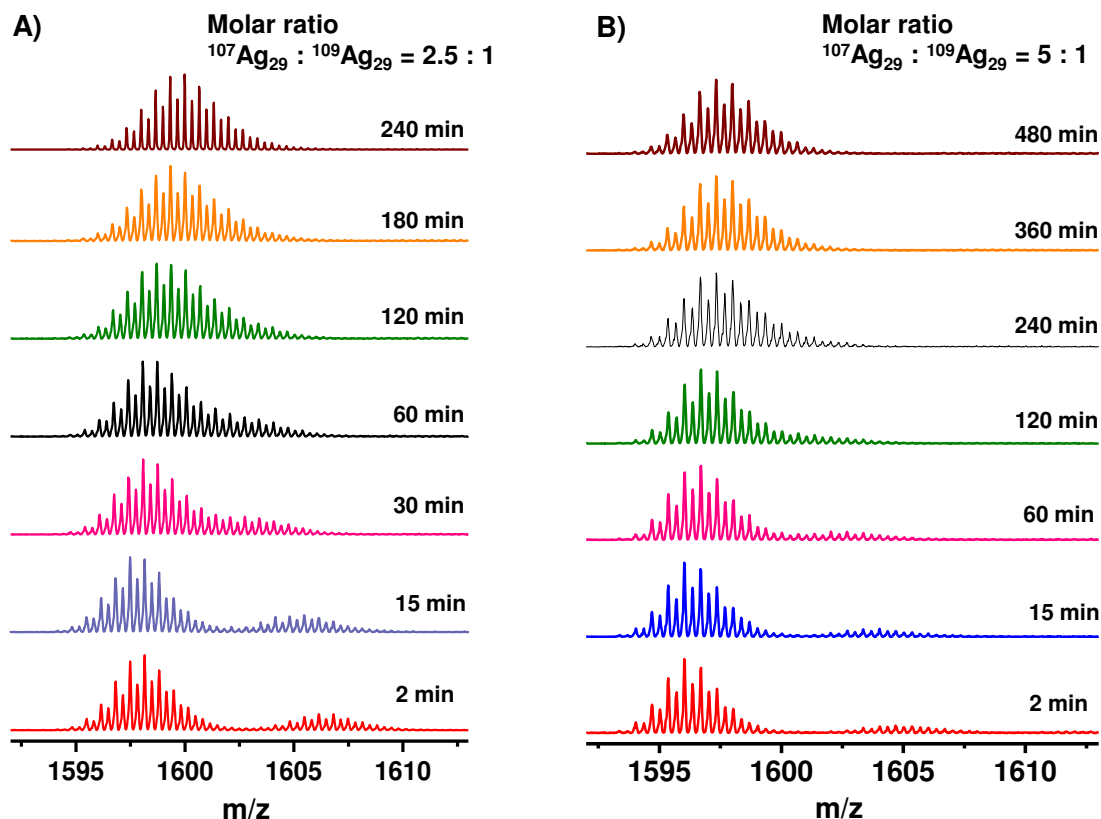 A)
Molar ratio
¹⁰⁷Ag₂₉ : ¹⁰⁹Ag₂₉ = 2.5 : 1
240 min
180 min
120 min
60 min
30 min
15 min
2 min
1595 1600 1605 1610
m/z
B)
Molar ratio
¹⁰⁷Ag₂₉ : ¹⁰⁹Ag₂₉ = 5 : 1
480 min
360 min
240 min
120 min
60 min
15 min
2 min
1595 1600 1605 1610
m/z